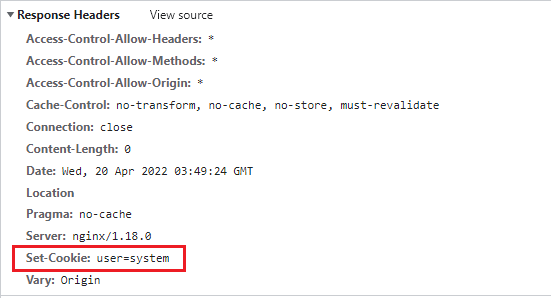 Response Headers View source
Access-Control-Allow-Headers: *
Access-Control-Allow-Methods: *
Access-Control-Allow-Origin: *
Cache-Control: no-transform, no-cache, no-store, must-revalidate
Connection: close
Content-Length: 0
Date: Wed, 20 Apr 2022 03:49:24 GMT
Location
Pragma: no-cache
Server: nginx/1.18.0
Set-Cookie: user=system
Vary: Origin